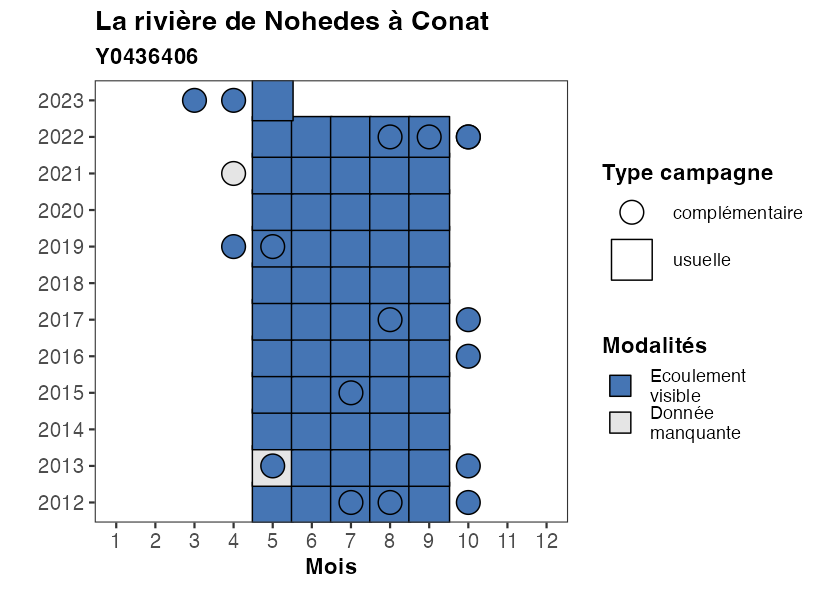 La rivière de Nohedes à Conat
Y0436406
2023
2022
2021
2020
2019
2018
2017
2016
2015
2014
2013
2012
1 2 3 4 5 6 7 8 9 10 11 12
Mois
Type campagne
complémentaire
usuelle
Modalités
Ecoulement
visible
Donnée
manquante